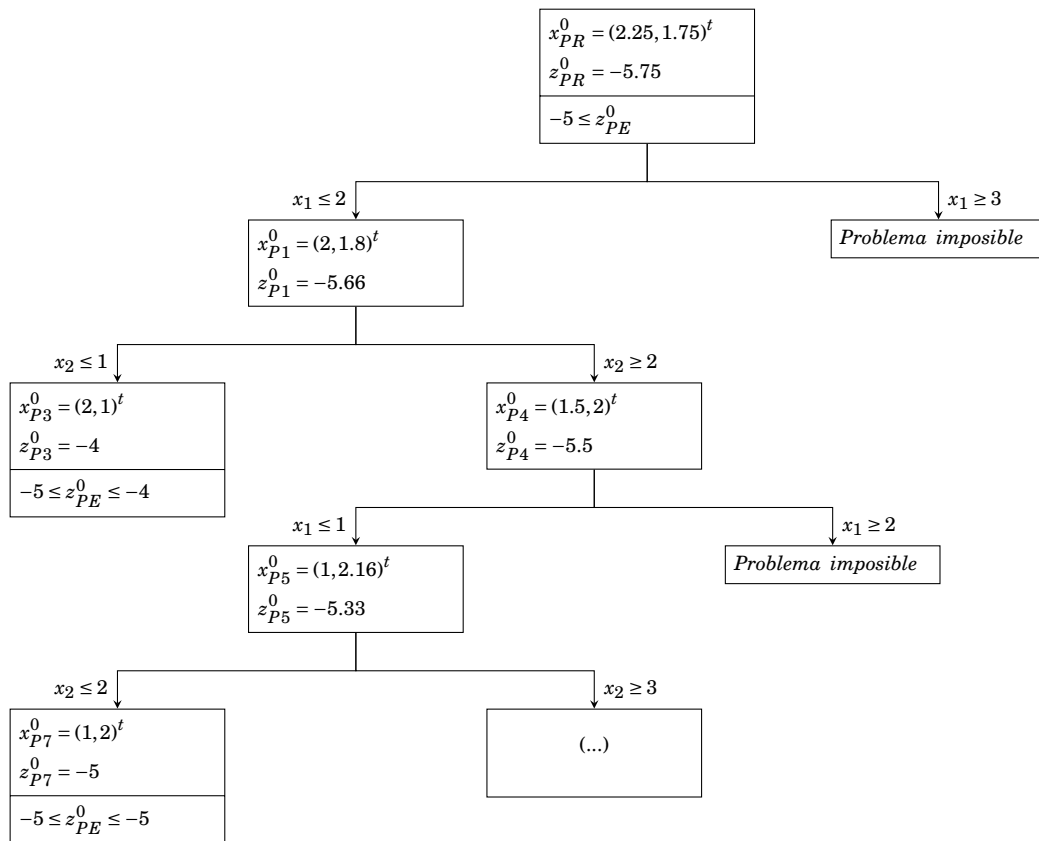 x⁰_PR = (2.25, 1.75)ᵗ
z⁰_PR = −5.75
−5 ≤ z⁰_PE
x₁ ≤ 2
x₁ ≥ 3
x⁰_P1 = (2, 1.8)ᵗ
z⁰_P1 = −5.66
Problema imposible
x₂ ≤ 1
x₂ ≥ 2
x⁰_P3 = (2, 1)ᵗ
z⁰_P3 = −4
−5 ≤ z⁰_PE ≤ −4
x⁰_P4 = (1.5, 2)ᵗ
z⁰_P4 = −5.5
x₁ ≤ 1
x₁ ≥ 2
x⁰_P5 = (1, 2.16)ᵗ
z⁰_P5 = −5.33
Problema imposible
x₂ ≤ 2
x₂ ≥ 3
x⁰_P7 = (1, 2)ᵗ
z⁰_P7 = −5
−5 ≤ z⁰_PE ≤ −5
(...)